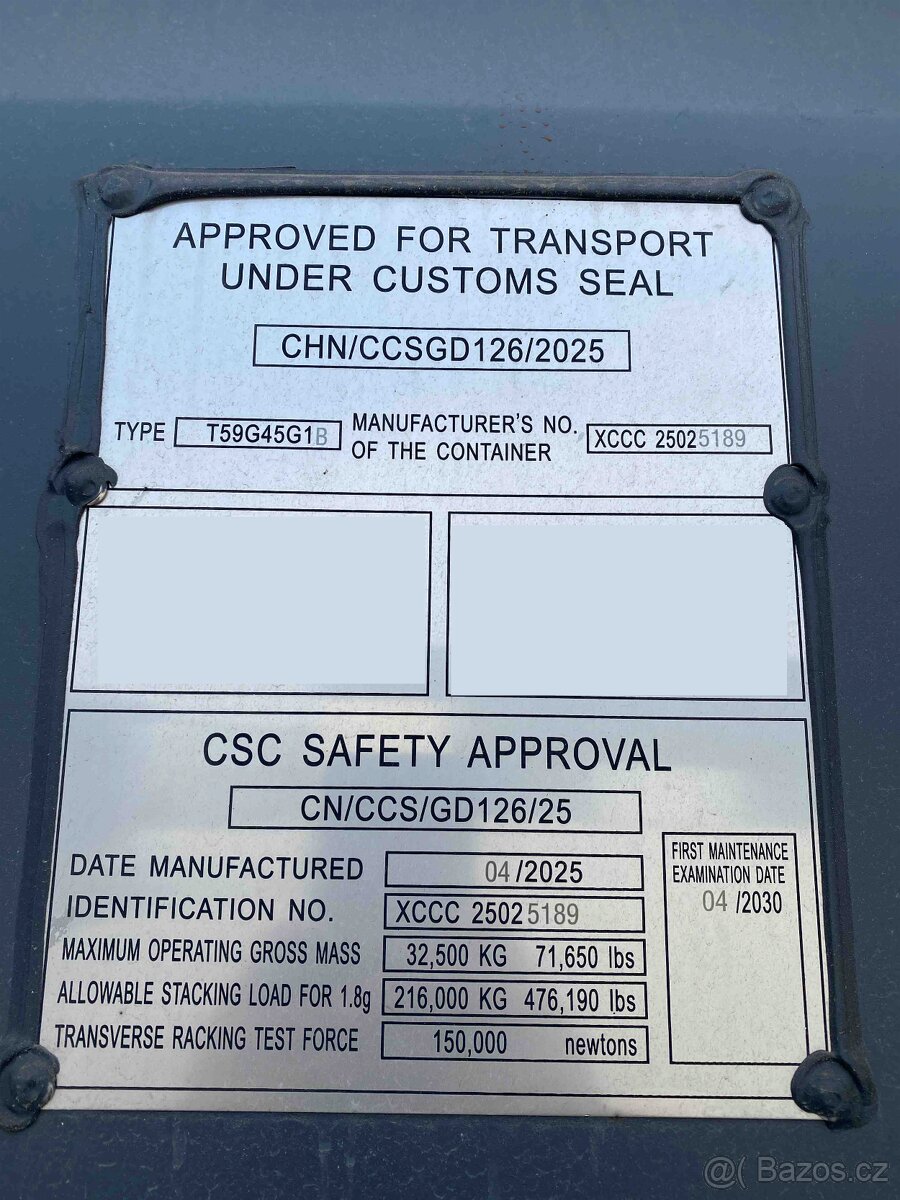 APPROVED FOR TRANSPORT
UNDER CUSTOMS SEAL
CHN/CCSGD126/2025
TYPE T59G45G1B MANUFACTURER'S NO.
OF THE CONTAINER XCCC 25025189
CSC SAFETY APPROVAL
CN/CCS/GD126/25
DATE MANUFACTURED 04/2025
IDENTIFICATION NO. XCCC 25025189
MAXIMUM OPERATING GROSS MASS 32,500 KG 71,650 lbs
ALLOWABLE STACKING LOAD FOR 1.8g 216,000 KG 476,190 lbs
TRANSVERSE RACKING TEST FORCE 150,000 newtons
FIRST MAINTENANCE
EXAMINATION DATE
04 /2030
@( Bazos.cz